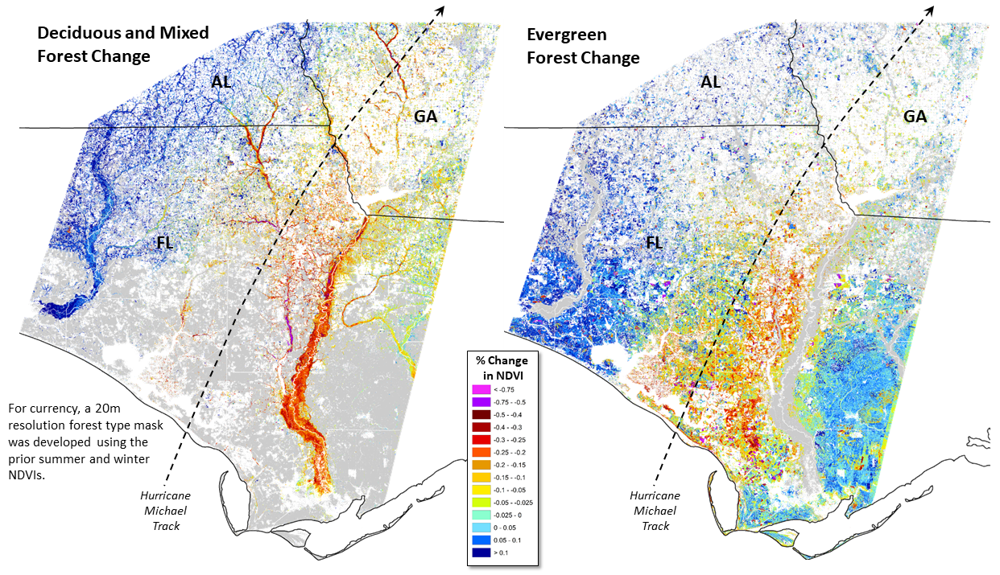 Deciduous and Mixed
Forest Change
AL
GA
FL
For currency, a 20m
resolution forest type mask
was developed using the
prior summer and winter
NDVIs.
Hurricane
Michael
Track
Evergreen
Forest Change
AL
GA
FL
Hurricane
Michael
Track
% Change
in NDVI
< -0.75
-0.75 - -0.5
-0.5 - -0.4
-0.4 - -0.3
-0.3 - -0.25
-0.25 - -0.2
-0.2 - -0.15
-0.15 - -0.1
-0.1 - -0.05
-0.05 - -0.025
-0.025 - 0
0 - 0.05
0.05 - 0.1
> 0.1